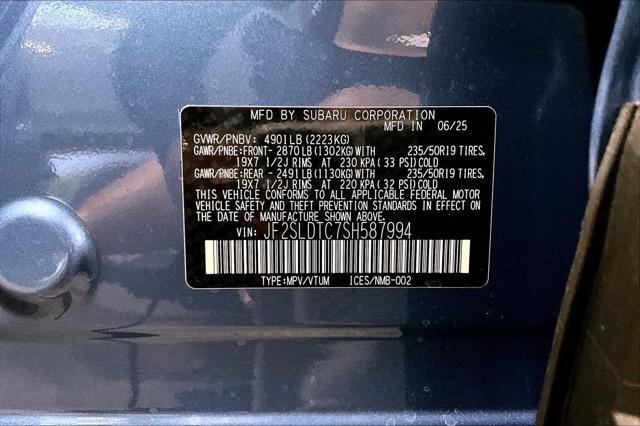 MFD BY SUBARU CORPORATION
MFD IN 06/25
GVWR/PNBV: 4901LB(2223KG)
GAWR/PNBE:FRONT- 2870LB(1302KG)WITH 235/50R19 TIRES,
19X7 1/2J RIMS AT 230 KPA(33 PSI)COLD
GAWR/PNBE:REAR - 2491LB(1130KG)WITH 235/50R19 TIRES,
19X7 1/2J RIMS AT 220 KPA(32 PSI)COLD
THIS VEHICLE CONFORMS TO ALL APPLICABLE FEDERAL MOTOR
VEHICLE SAFETY AND THEFT PREVENTION STANDARDS IN EFFECT
ON THE DATE OF MANUFACTURE SHOWN ABOVE.
VIN: JF2SLDTC7SH587994
TYPE:MPV/VTUM ICES/NMB-002